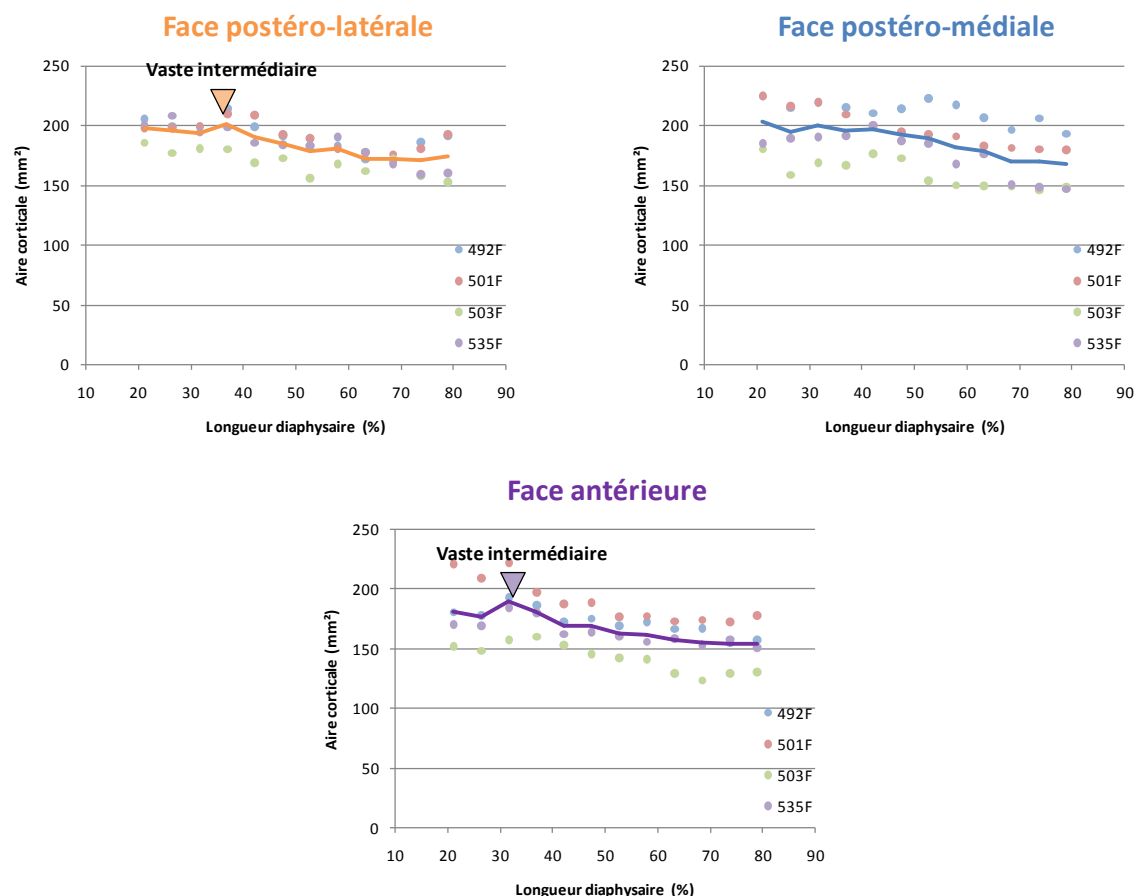 Face postéro-latérale
Vaste intermédiaire
250
200
150
100
50
0
Aire corticale (mm²)
492F
501F
503F
535F
10 20 30 40 50 60 70 80 90
Longueur diaphysaire (%)
Face postéro-médiale
250
200
150
100
50
0
Aire corticale (mm²)
492F
501F
503F
535F
10 20 30 40 50 60 70 80 90
Longueur diaphysaire (%)
Face antérieure
Vaste intermédiaire
250
200
150
100
50
0
Aire corticale (mm²)
492F
501F
503F
535F
10 20 30 40 50 60 70 80 90
Longueur diaphysaire (%)